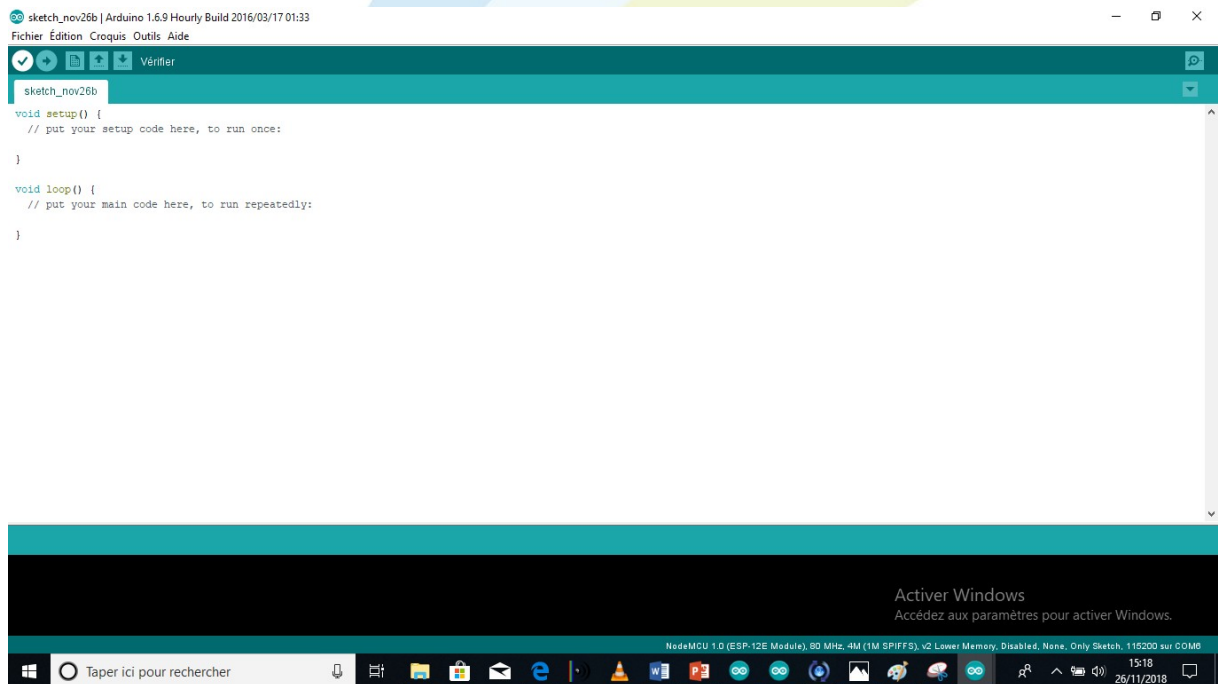 sketch_nov26b | Arduino 1.6.9 Hourly Build 2016/03/17 01:33
Fichier Édition Croquis Outils Aide
Vérifier
sketch_nov26b
void setup() {
// put your setup code here, to run once:
}
void loop() {
// put your main code here, to run repeatedly:
}
Activer Windows
Accédez aux paramètres pour activer Windows.
NodeMCU 1.0 (ESP-12E Module), 80 MHz, 4M (1M SPIFFS), v2 Lower Memory, Disabled, None, Only Sketch, 115200 sur COM6
Taper ici pour rechercher
15:18
26/11/2018